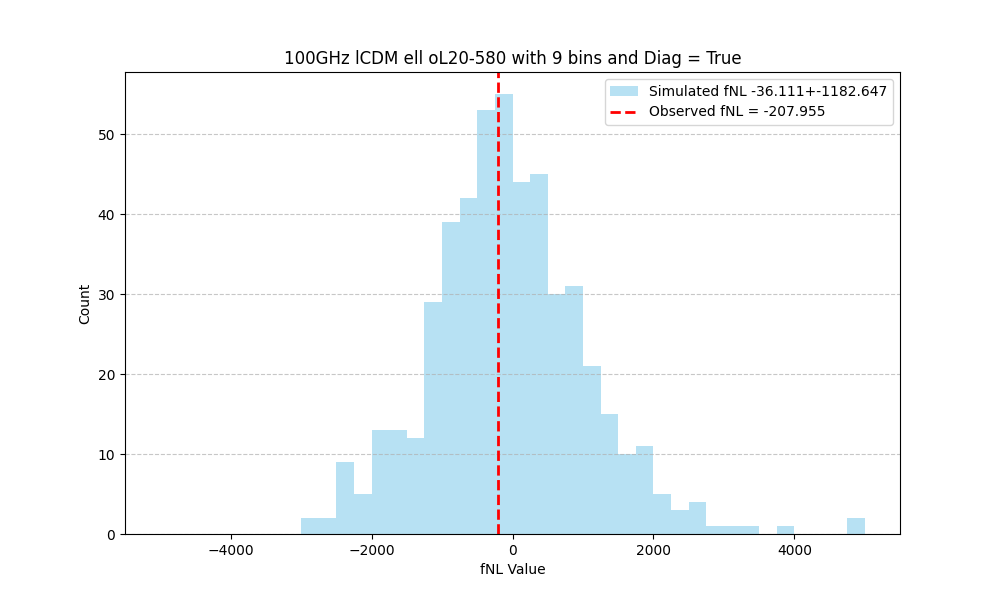 100GHz lCDM ell oL20-580 with 9 bins and Diag = True
Simulated fNL -36.111+-1182.647
Observed fNL = -207.955
50
40
30
20
10
0
Count
−4000 −2000 0 2000 4000
fNL Value